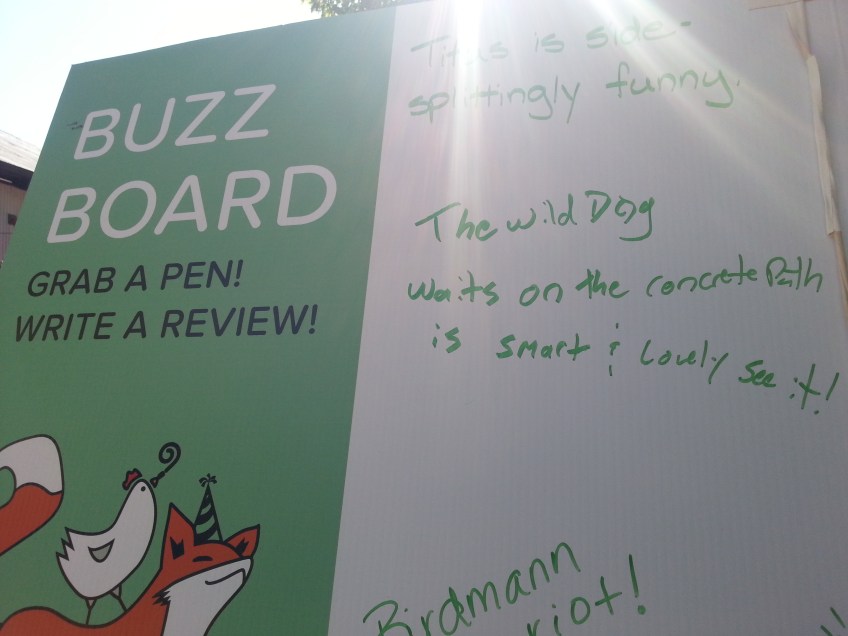 BUZZ
BOARD
GRAB A PEN!
WRITE A REVIEW!
Titus is side-
splittingly funny.
The wild Dog
waits on the concrete Path
is smart & lovely see it!
Birdmann
riot!